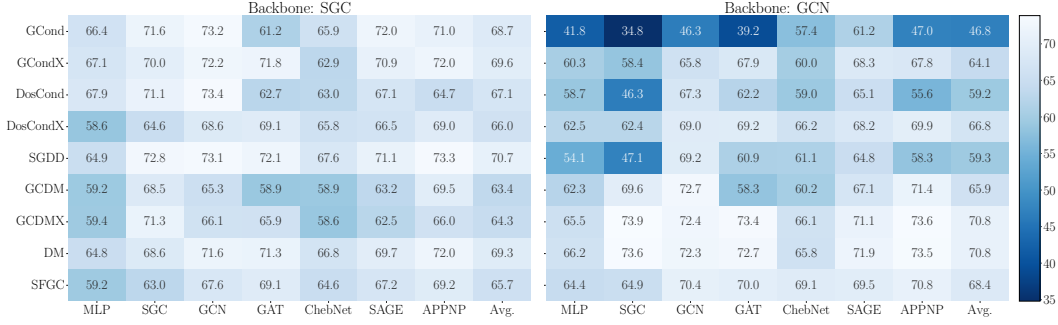 Backbone: SGC Backbone: GCN
GCond 66.4 71.6 73.2 61.2 65.9 72.0 71.0 68.7 41.8 34.8 46.3 39.2 57.4 61.2 47.0 46.8 70
GCondX 67.1 70.0 72.2 71.8 62.9 70.9 72.0 69.6 60.3 58.4 65.8 67.9 60.0 68.3 67.8 64.1 65
DosCond 67.9 71.1 73.4 62.7 63.0 67.1 64.7 67.1 58.7 46.3 67.3 62.2 59.0 65.1 55.6 59.2 60
DosCondX 58.6 64.6 68.6 69.1 65.8 66.5 69.0 66.0 62.5 62.4 69.0 69.2 66.2 68.2 69.9 66.8 55
SGDD 64.9 72.8 73.1 72.1 67.6 71.1 73.3 70.7 54.1 47.1 69.2 60.9 61.1 64.8 58.3 59.3
GCDM 59.2 68.5 65.3 58.9 58.9 63.2 69.5 63.4 62.3 69.6 72.7 58.3 60.2 67.1 71.4 65.9 50
GCDMX 59.4 71.3 66.1 65.9 58.6 62.5 66.0 64.3 65.5 73.9 72.4 73.4 66.1 71.1 73.6 70.8 45
DM 64.8 68.6 71.6 71.3 66.8 69.7 72.0 69.3 66.2 73.6 72.3 72.7 65.8 71.9 73.5 70.8 40
SFGC 59.2 63.0 67.6 69.1 64.6 67.2 69.2 65.7 64.4 64.9 70.4 70.0 69.1 69.5 70.8 68.4 35
MLP SGC GCN GAT ChebNet SAGE APPNP Avg. MLP SGC GCN GAT ChebNet SAGE APPNP Avg.